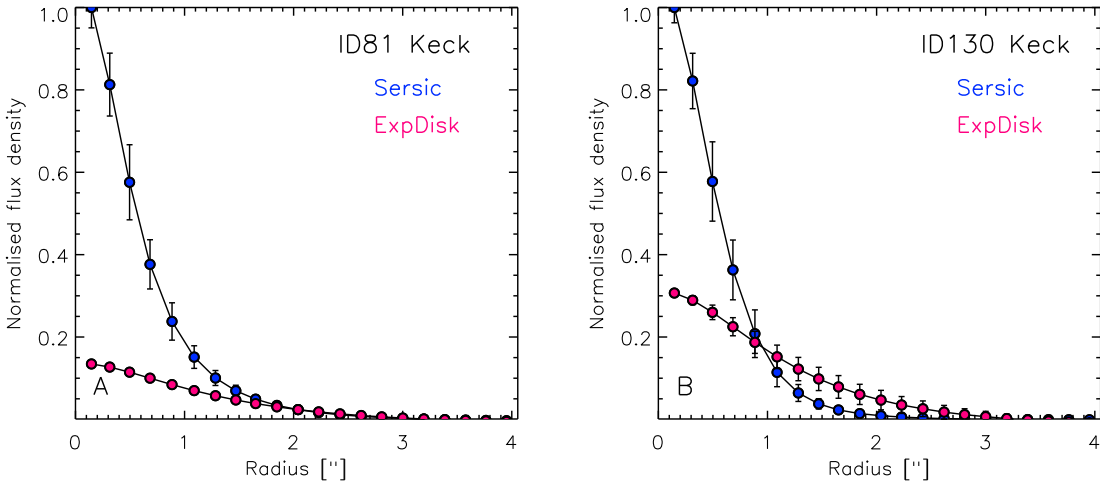 ID81 Keck
Sersic
ExpDisk
A
Normalised flux density
1.0
0.8
0.6
0.4
0.2
0
1
2
3
4
Radius ["]
ID130 Keck
Sersic
ExpDisk
B
Normalised flux density
1.0
0.8
0.6
0.4
0.2
0
1
2
3
4
Radius ["]